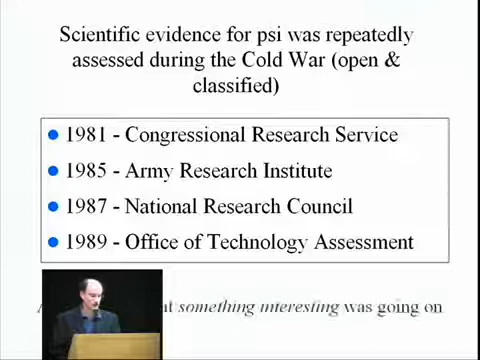 Scientific evidence for psi was repeatedly
assessed during the Cold War (open &
classified)
1981 - Congressional Research Service
1985 - Army Research Institute
1987 - National Research Council
1989 - Office of Technology Assessment
something interesting was going on